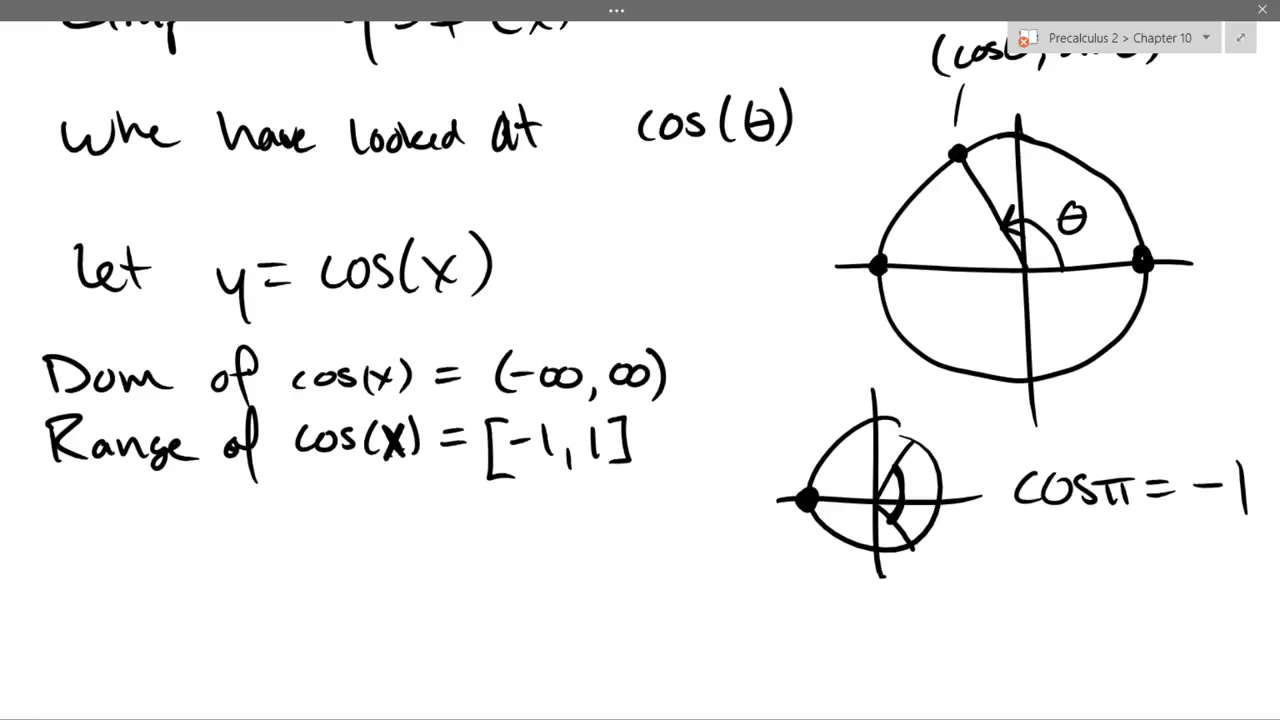 y = f(x)
Precalculus 2 > Chapter 10
Whe have looked at cos(θ)
θ
let y = cos(x)
Dom of cos(x) = (-∞, ∞)
Range of cos(x) = [-1, 1]
cosπ = -1